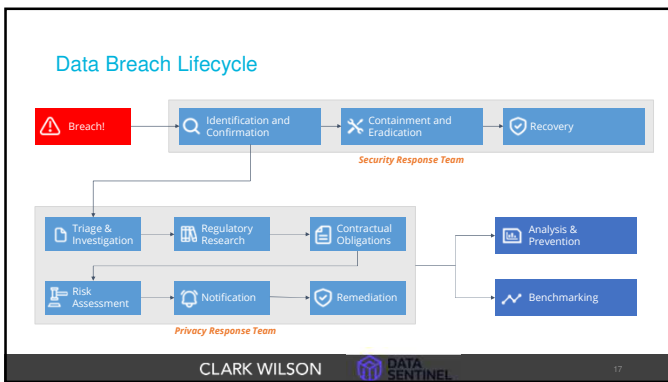 Data Breach Lifecycle
Breach!
Identification and
Confirmation
Containment and
Eradication
Recovery
Security Response Team
Triage &
Investigation
Regulatory
Research
Contractual
Obligations
Analysis &
Prevention
Risk
Assessment
Notification
Remediation
Benchmarking
Privacy Response Team
CLARK WILSON
DATA
SENTINEL
17